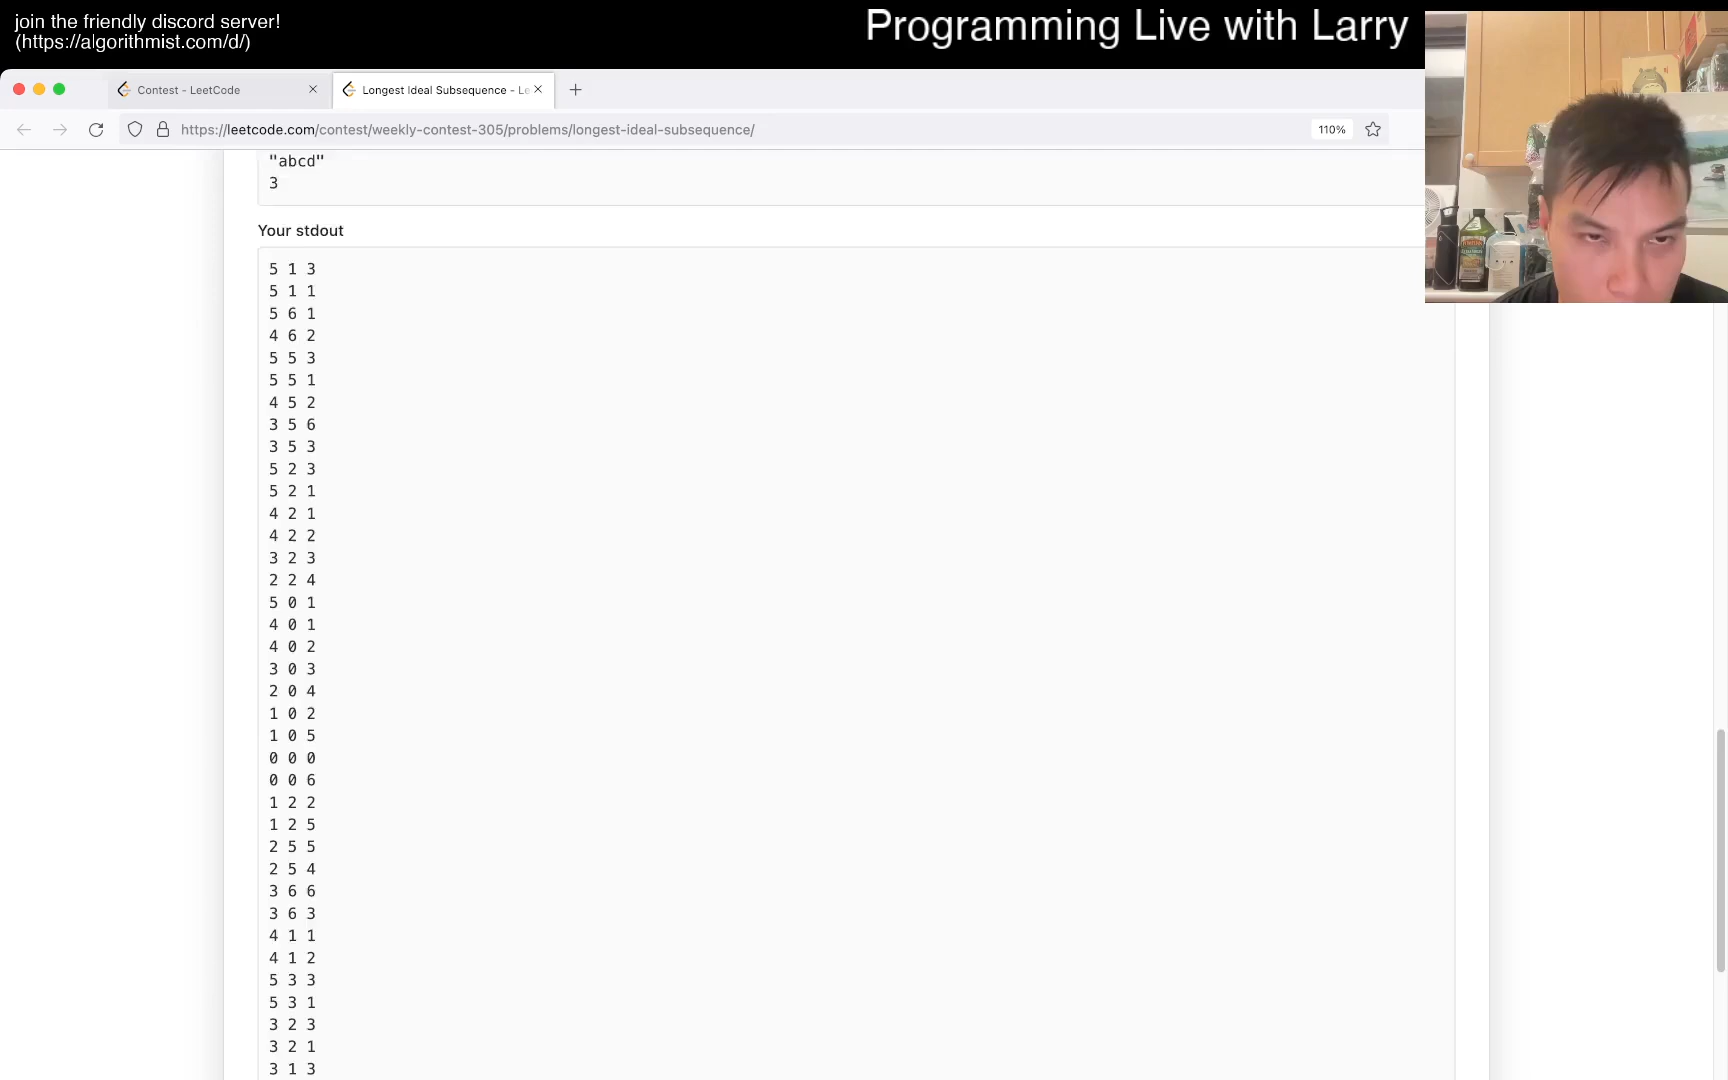 join the friendly discord server!
(https://algorithmist.com/d/)
Programming Live with Larry
Contest - LeetCode
Longest Ideal Subsequence - Le
https://leetcode.com/contest/weekly-contest-305/problems/longest-ideal-subsequence/
110%
"abcd"
3
Your stdout
5 1 3
5 1 1
5 6 1
4 6 2
5 5 3
5 5 1
4 5 2
3 5 6
3 5 3
5 2 3
5 2 1
4 2 1
4 2 2
3 2 3
2 2 4
5 0 1
4 0 1
4 0 2
3 0 3
2 0 4
1 0 2
1 0 5
0 0 0
0 0 6
1 2 2
1 2 5
2 5 5
2 5 4
3 6 6
3 6 3
4 1 1
4 1 2
5 3 3
5 3 1
3 2 3
3 2 1
3 1 3